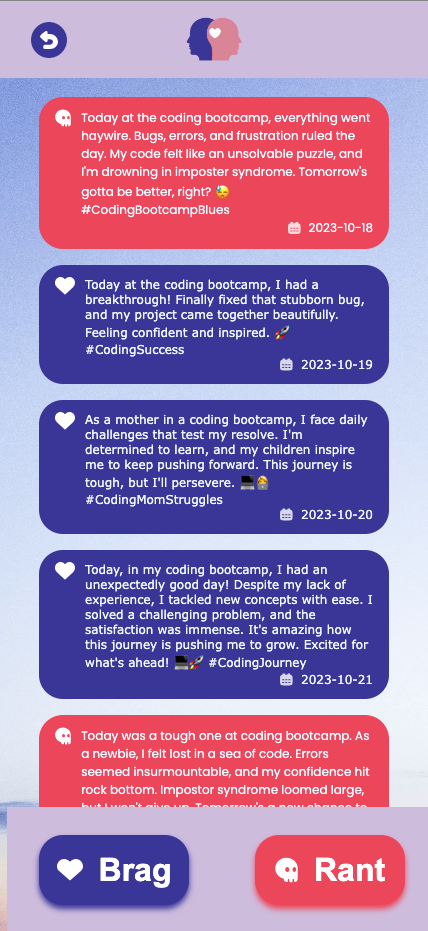 Today at the coding bootcamp, everything went
haywire. Bugs, errors, and frustration ruled the
day. My code felt like an unsolvable puzzle, and
I'm drowning in imposter syndrome. Tomorrow's
gotta be better, right? 😓
#CodingBootcampBlues
2023-10-18
Today at the coding bootcamp, I had a
breakthrough! Finally fixed that stubborn bug,
and my project came together beautifully.
Feeling confident and inspired. 🚀
#CodingSuccess
2023-10-19
As a mother in a coding bootcamp, I face daily
challenges that test my resolve. I'm
determined to learn, and my children inspire
me to keep pushing forward. This journey is
tough, but I'll persevere. 💻👩‍👧
#CodingMomStruggles
2023-10-20
Today, in my coding bootcamp, I had an
unexpectedly good day! Despite my lack of
experience, I tackled new concepts with ease. I
solved a challenging problem, and the
satisfaction was immense. It's amazing how
this journey is pushing me to grow. Excited for
what's ahead! 💻🚀 #CodingJourney
2023-10-21
Today was a tough one at coding bootcamp. As
a newbie, I felt lost in a sea of code. Errors
seemed insurmountable, and my confidence hit
rock bottom. Impostor syndrome loomed large,
but I won't give up. Tomorrow's a new chance to
Brag
Rant